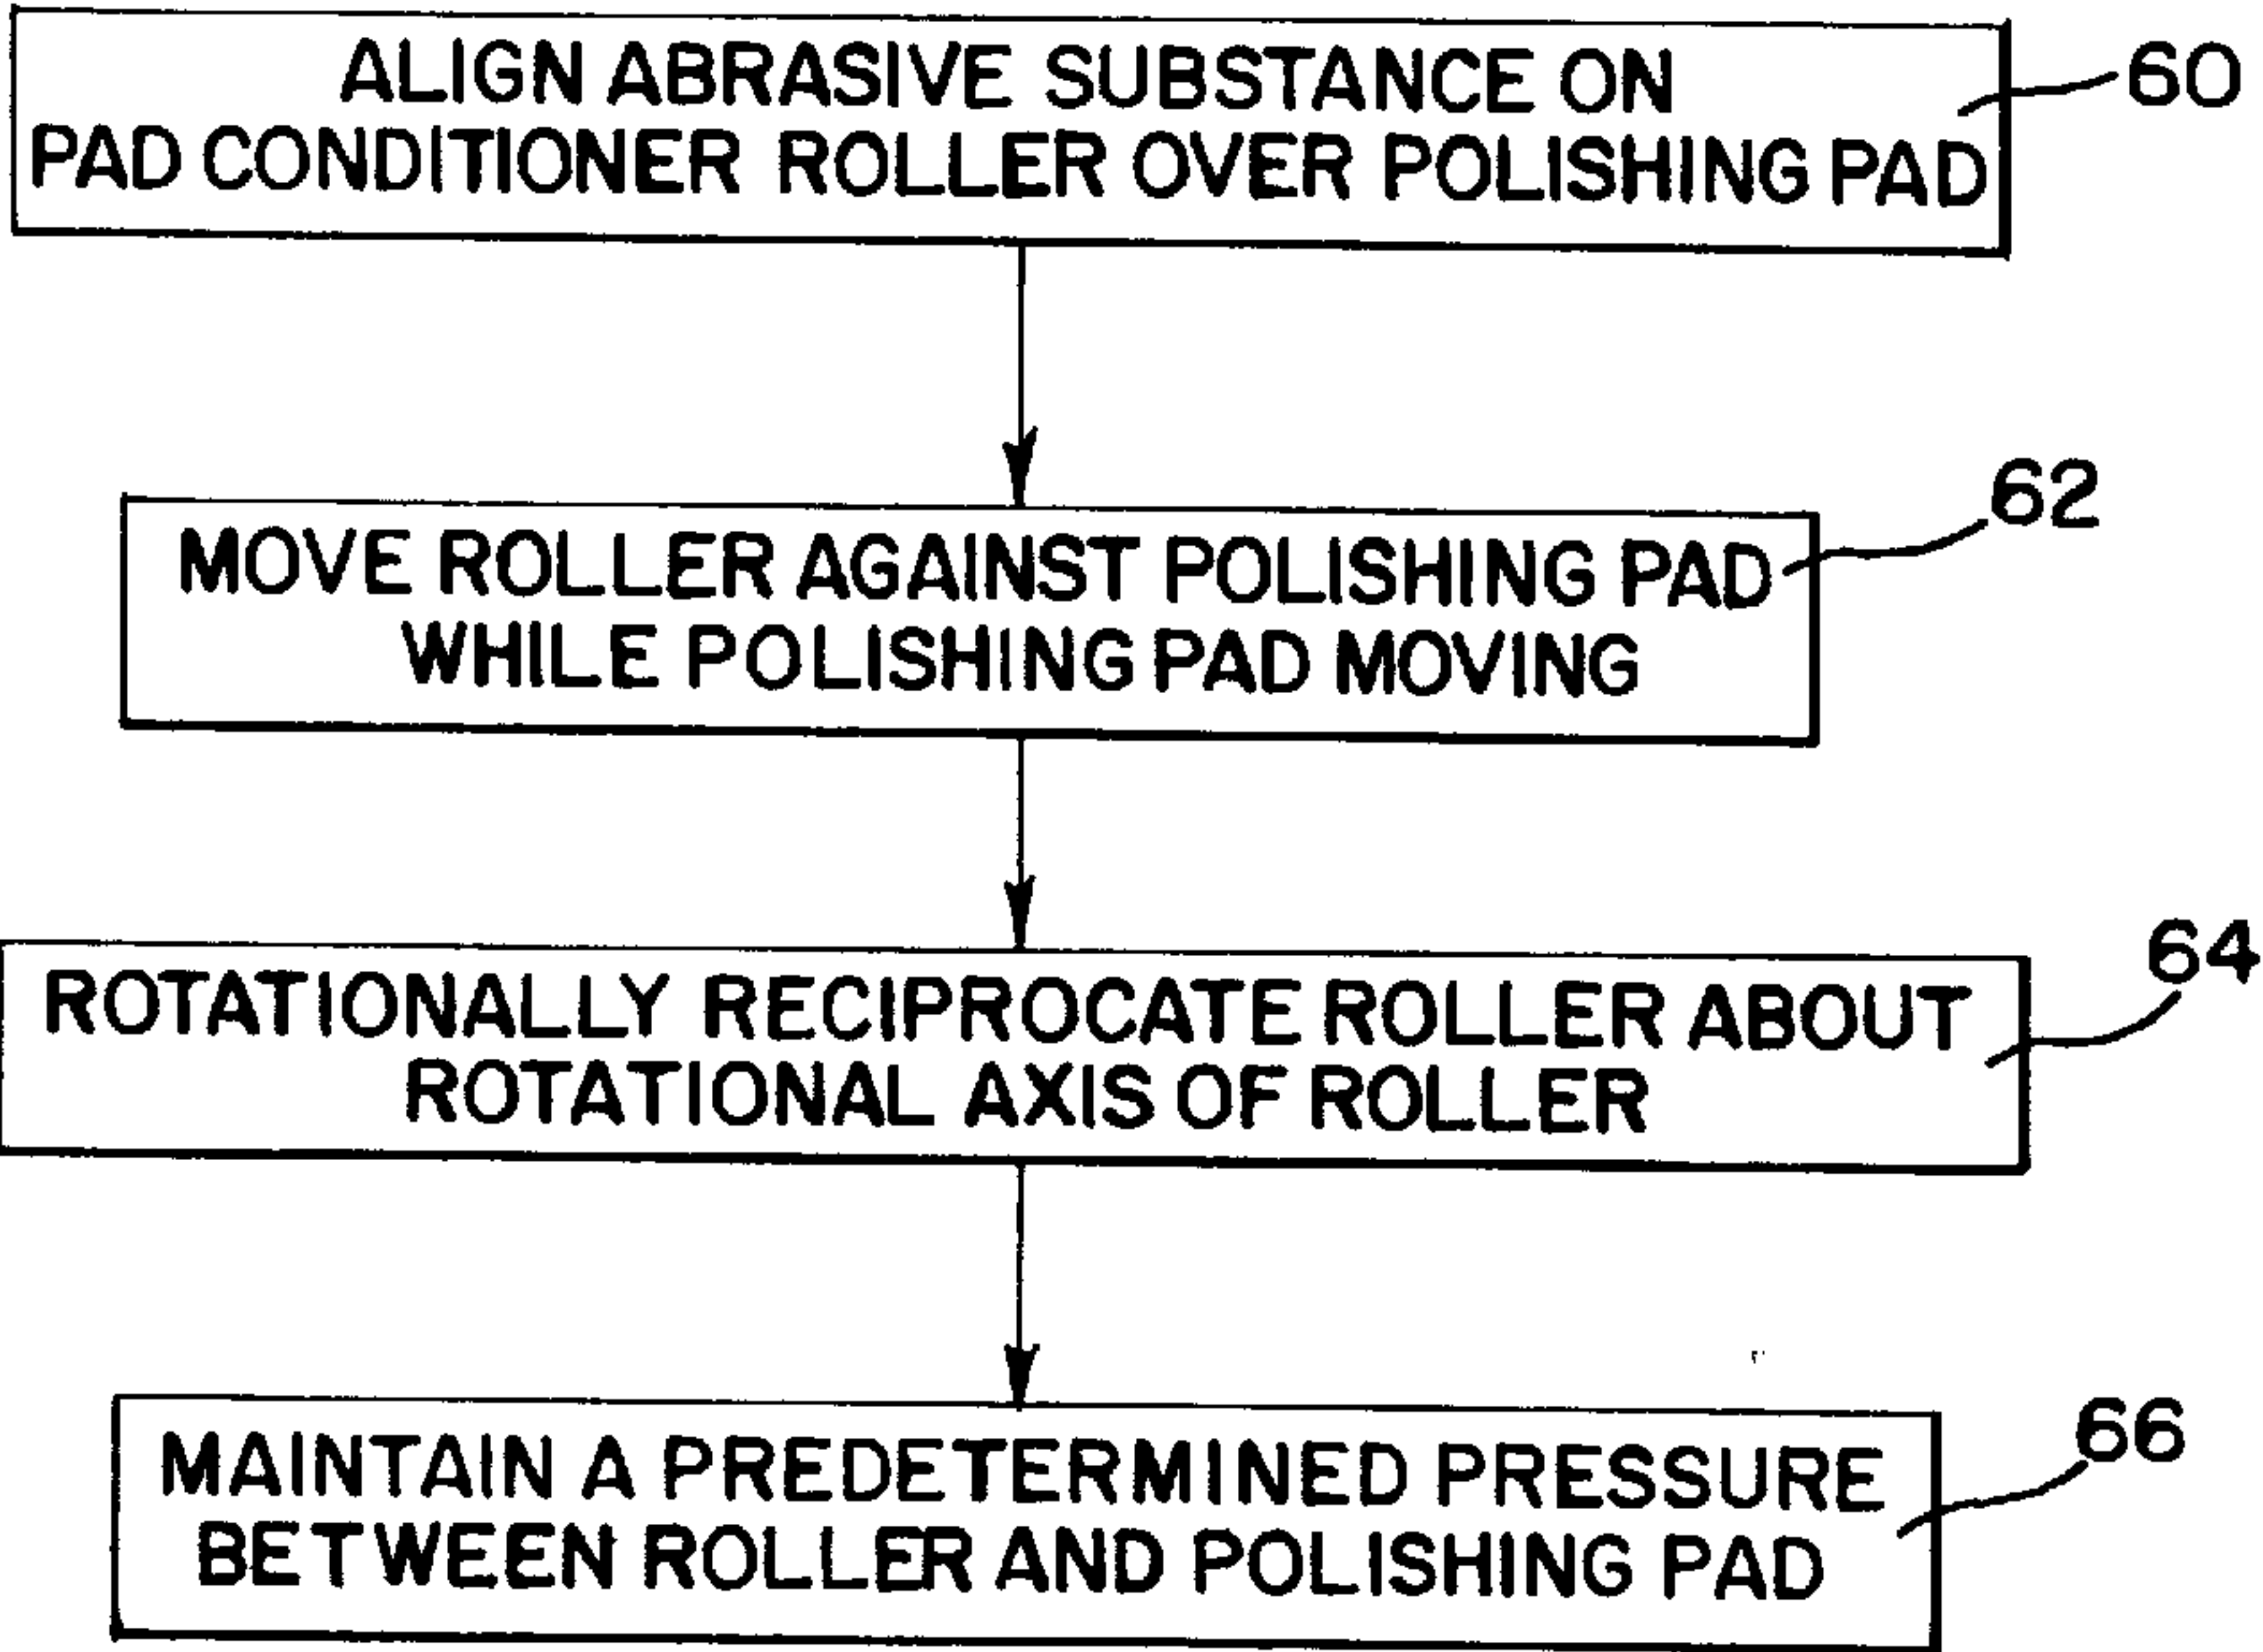 ALIGN ABRASIVE SUBSTANCE ON
PAD CONDITIONER ROLLER OVER POLISHING PAD
60
MOVE ROLLER AGAINST POLISHING PAD
WHILE POLISHING PAD MOVING
62
ROTATIONALLY RECIPROCATE ROLLER ABOUT
ROTATIONAL AXIS OF ROLLER
64
MAINTAIN A PREDETERMINED PRESSURE
BETWEEN ROLLER AND POLISHING PAD
66